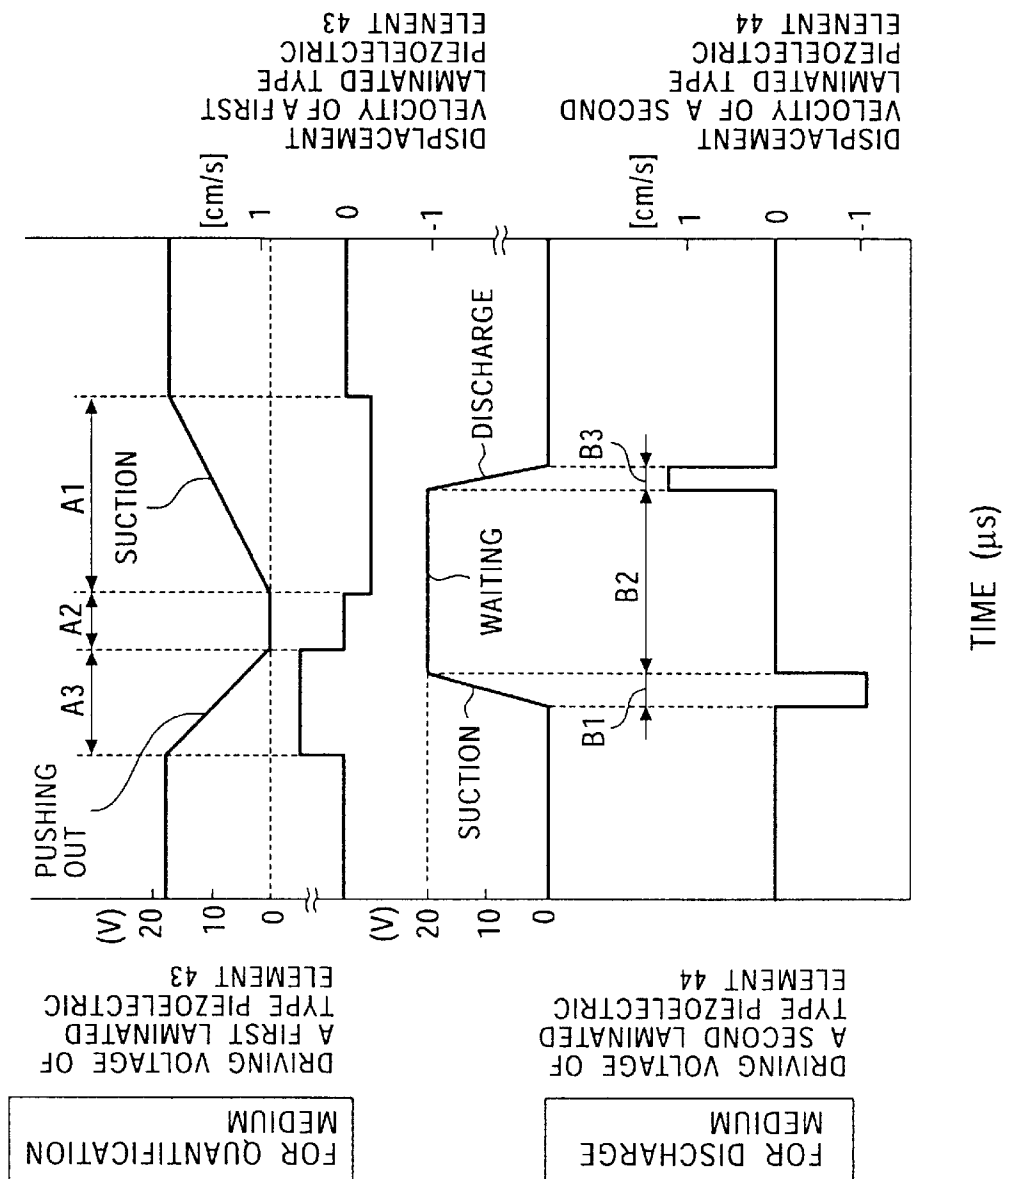 FOR QUANTIFICATION
MEDIUM
DRIVING VOLTAGE OF
A FIRST LAMINATED
TYPE PIEZOELECTRIC
ELEMENT 43
(V)
20
10
0
PUSHING
OUT
A3
A2
A1
SUCTION
[cm/s]
1
0
-1
DISPLACEMENT
VELOCITY OF A FIRST
LAMINATED TYPE
PIEZOELECTRIC
ELENENT 43
FOR DISCHARGE
MEDIUM
DRIVING VOLTAGE OF
A SECOND LAMINATED
TYPE PIEZOELECTRIC
ELEMENT 44
(V)
20
10
0
SUCTION
WAITING
DISCHARGE
B1
B2
B3
[cm/s]
1
0
-1
DISPLACEMENT
VELOCITY OF A SECOND
LAMINATED TYPE
PIEZOELECTRIC
ELENENT 44
TIME (μs)